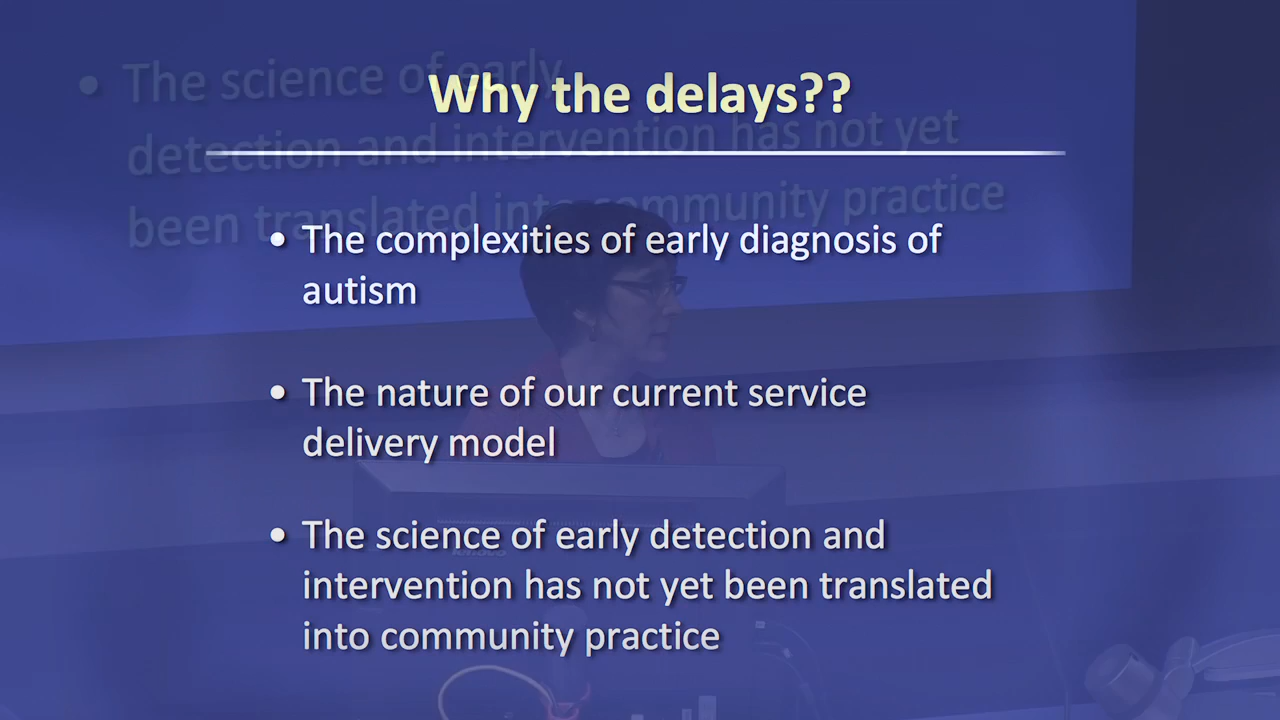 Why the delays??
• The science of early
detection and intervention has not yet
been translated into community practice
• The complexities of early diagnosis of
autism
• The nature of our current service
delivery model
• The science of early detection and
intervention has not yet been translated
into community practice
lenovo